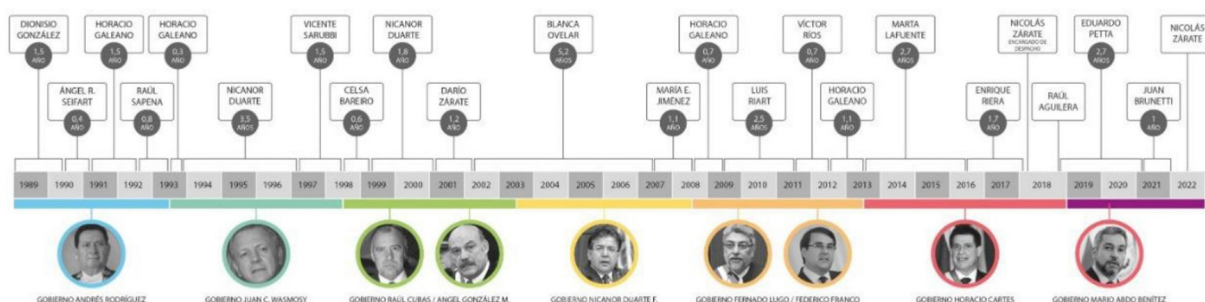 DIONISIO
GONZÁLEZ
1,5
AÑO
HORACIO
GALEANO
1,5
AÑO
HORACIO
GALEANO
0,3
AÑO
VICENTE
SARUBBI
1,5
AÑO
NICANOR
DUARTE
1,8
AÑO
BLANCA
OVELAR
5,2
AÑOS
HORACIO
GALEANO
0,7
AÑO
VÍCTOR
RÍOS
0,7
AÑO
MARTA
LAFUENTE
2,7
AÑOS
NICOLÁS
ZÁRATE
ENCARGADO DE
DESPACHO
EDUARDO
PETTA
2,7
AÑOS
NICOLÁS
ZÁRATE
ÁNGEL R.
SEIFART
0,4
AÑO
RAÚL
SAPENA
0,8
AÑO
NICANOR
DUARTE
3,5
AÑOS
CELSA
BAREIRO
0,6
AÑO
DARÍO
ZÁRATE
1,2
AÑO
MARÍA E.
JIMÉNEZ
1,1
AÑO
LUIS
RIART
2,5
AÑOS
HORACIO
GALEANO
1,1
AÑO
ENRIQUE
RIERA
1,7
AÑO
RAÚL
AGUILERA
JUAN
BRUNETTI
1
AÑO
1989 1990 1991 1992 1993 1994 1995 1996 1997 1998 1999 2000 2001 2002 2003 2004 2005 2006 2007 2008 2009 2010 2011 2012 2013 2014 2015 2016 2017 2018 2019 2020 2021 2022
GOBIERNO ANDRÉS RODRÍGUEZ
GOBIERNO JUAN C. WASMOSY
GOBIERNO RAÚL CUBAS / ANGEL GONZÁLEZ M.
GOBIERNO NICANOR DUARTE F.
GOBIERNO FERNADO LUGO / FEDERICO FRANCO
GOBIERNO HORACIO CARTES
GOBIERNO MARIO ABDO BENÍTEZ